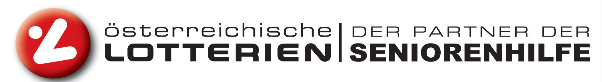 österreichische
LOTTERIEN
DER PARTNER DER
SENIORENHILFE